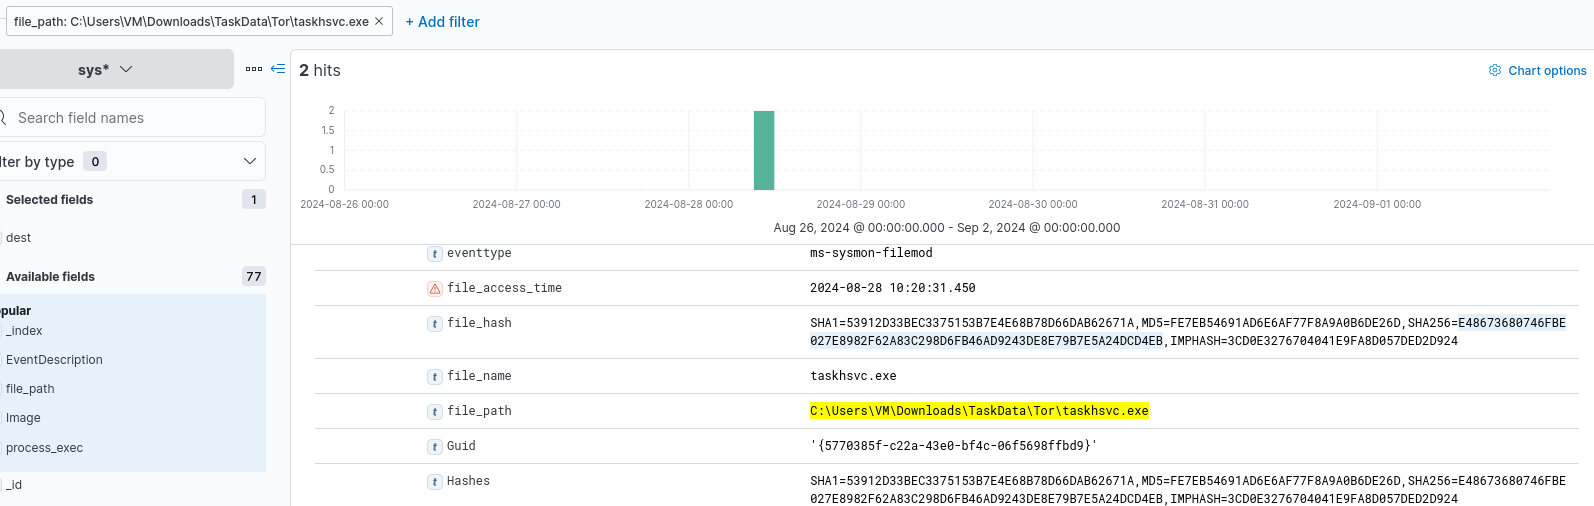 file_path: C:\Users\VM\Downloads\TaskData\Tor\taskhsvc.exe ×
+ Add filter
sys*
2 hits
Chart options
Search field names
lter by type 0
Selected fields 1
dest
Available fields 77
opular
_index
EventDescription
file_path
Image
process_exec
_id
2
1.5
1
0.5
0
2024-08-26 00:00
2024-08-27 00:00
2024-08-28 00:00
2024-08-29 00:00
2024-08-30 00:00
2024-08-31 00:00
2024-09-01 00:00
Aug 26, 2024 @ 00:00:00.000 - Sep 2, 2024 @ 00:00:00.000
t eventtype ms-sysmon-filemod
file_access_time 2024-08-28 10:20:31.450
t file_hash SHA1=53912D33BEC3375153B7E4E68B78D66DAB62671A,MD5=FE7EB54691AD6E6AF77F8A9A0B6DE26D,SHA256=E48673680746FBE
027E8982F62A83C298D6FB46AD9243DE8E79B7E5A24DCD4EB,IMPHASH=3CD0E3276704041E9FA8D057DED2D924
t file_name taskhsvc.exe
t file_path C:\Users\VM\Downloads\TaskData\Tor\taskhsvc.exe
t Guid '{5770385f-c22a-43e0-bf4c-06f5698ffbd9}'
t Hashes SHA1=53912D33BEC3375153B7E4E68B78D66DAB62671A,MD5=FE7EB54691AD6E6AF77F8A9A0B6DE26D,SHA256=E48673680746FBE
027E8982F62A83C298D6FB46AD9243DE8E79B7E5A24DCD4EB,IMPHASH=3CD0E3276704041E9FA8D057DED2D924